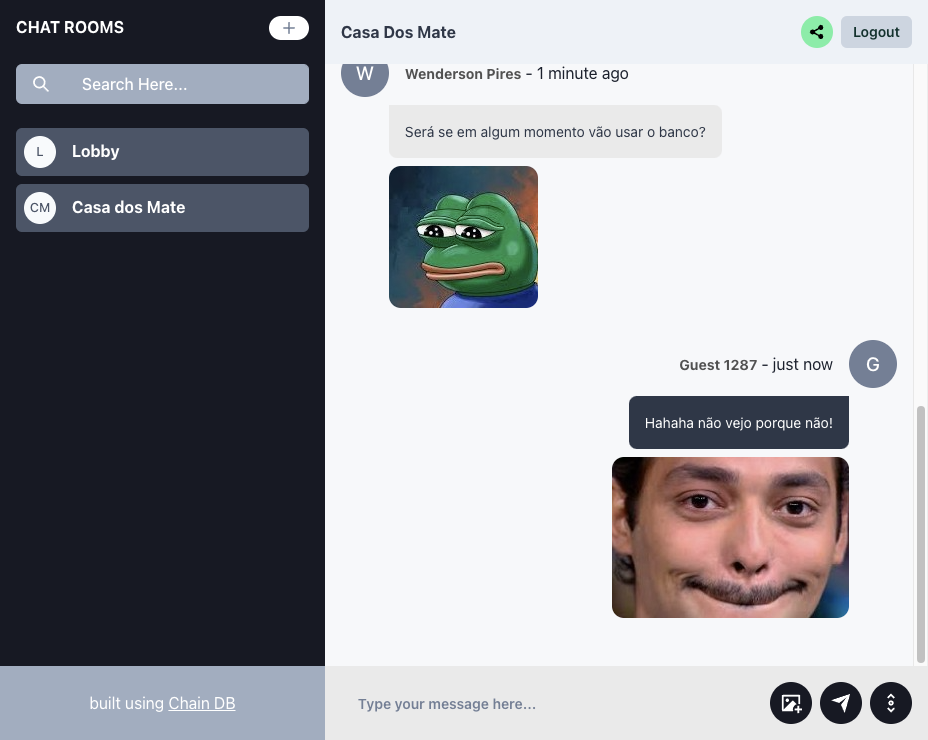 CHAT ROOMS
Search Here...
L
Lobby
CM
Casa dos Mate
built using Chain DB
Casa Dos Mate
Logout
W
Wenderson Pires - 1 minute ago
Será se em algum momento vão usar o banco?
Guest 1287 - just now
G
Hahaha não vejo porque não!
Type your message here...